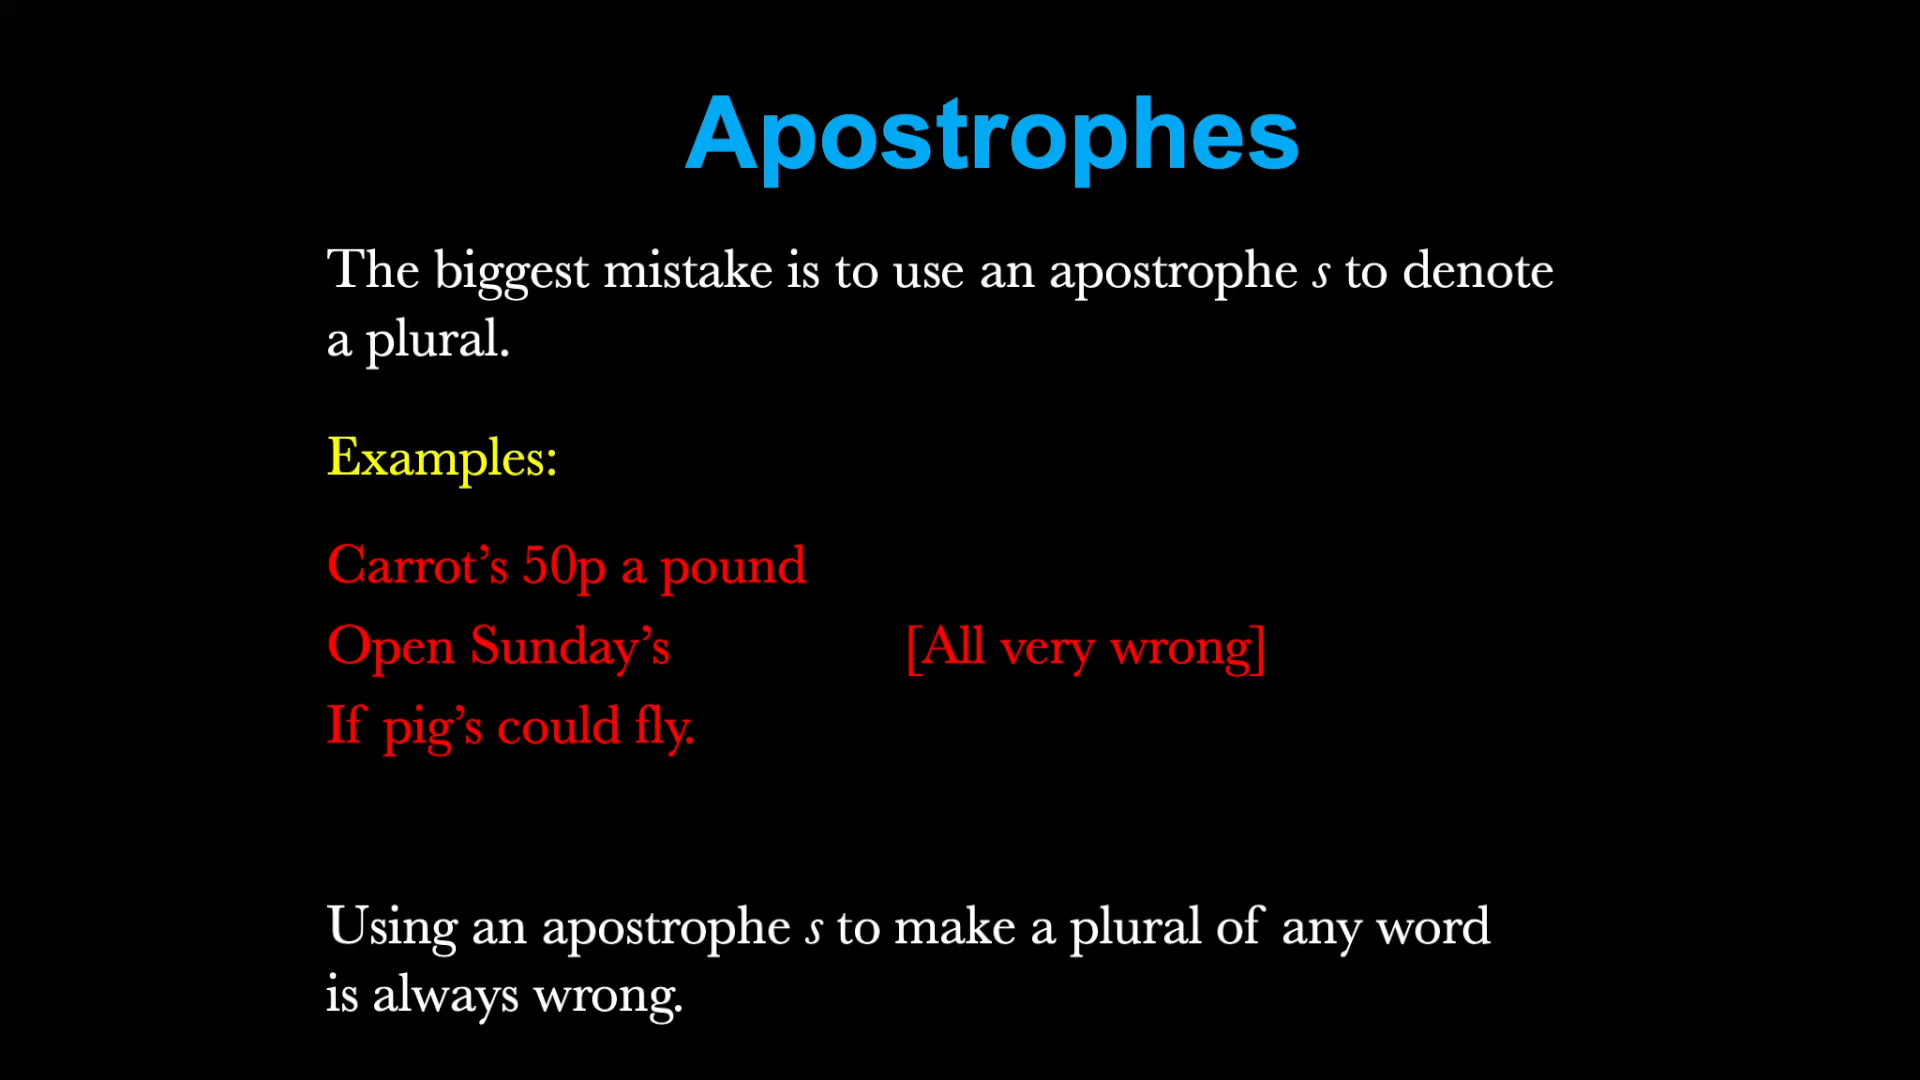 Apostrophes
The biggest mistake is to use an apostrophe s to denote
a plural.
Examples:
Carrot’s 50p a pound
Open Sunday’s [All very wrong]
If pig’s could fly.
Using an apostrophe s to make a plural of any word
is always wrong.